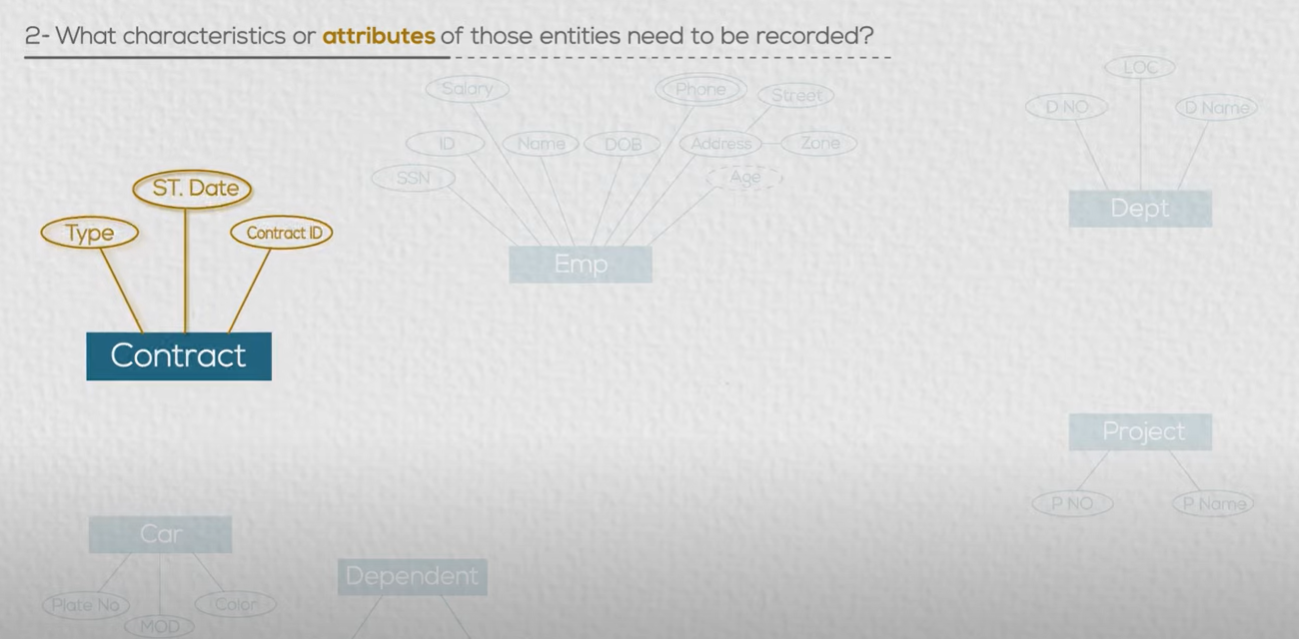 2- What characteristics or attributes of those entities need to be recorded?
LOC
Salary
Phone
Street
D NO
D Name
ID
Name
DOB
Address
Zone
SSN
Age
ST. Date
Type
Contract ID
Dept
Emp
Contract
Project
P NO
P Name
Car
Dependent
Plate No
Color
MOD